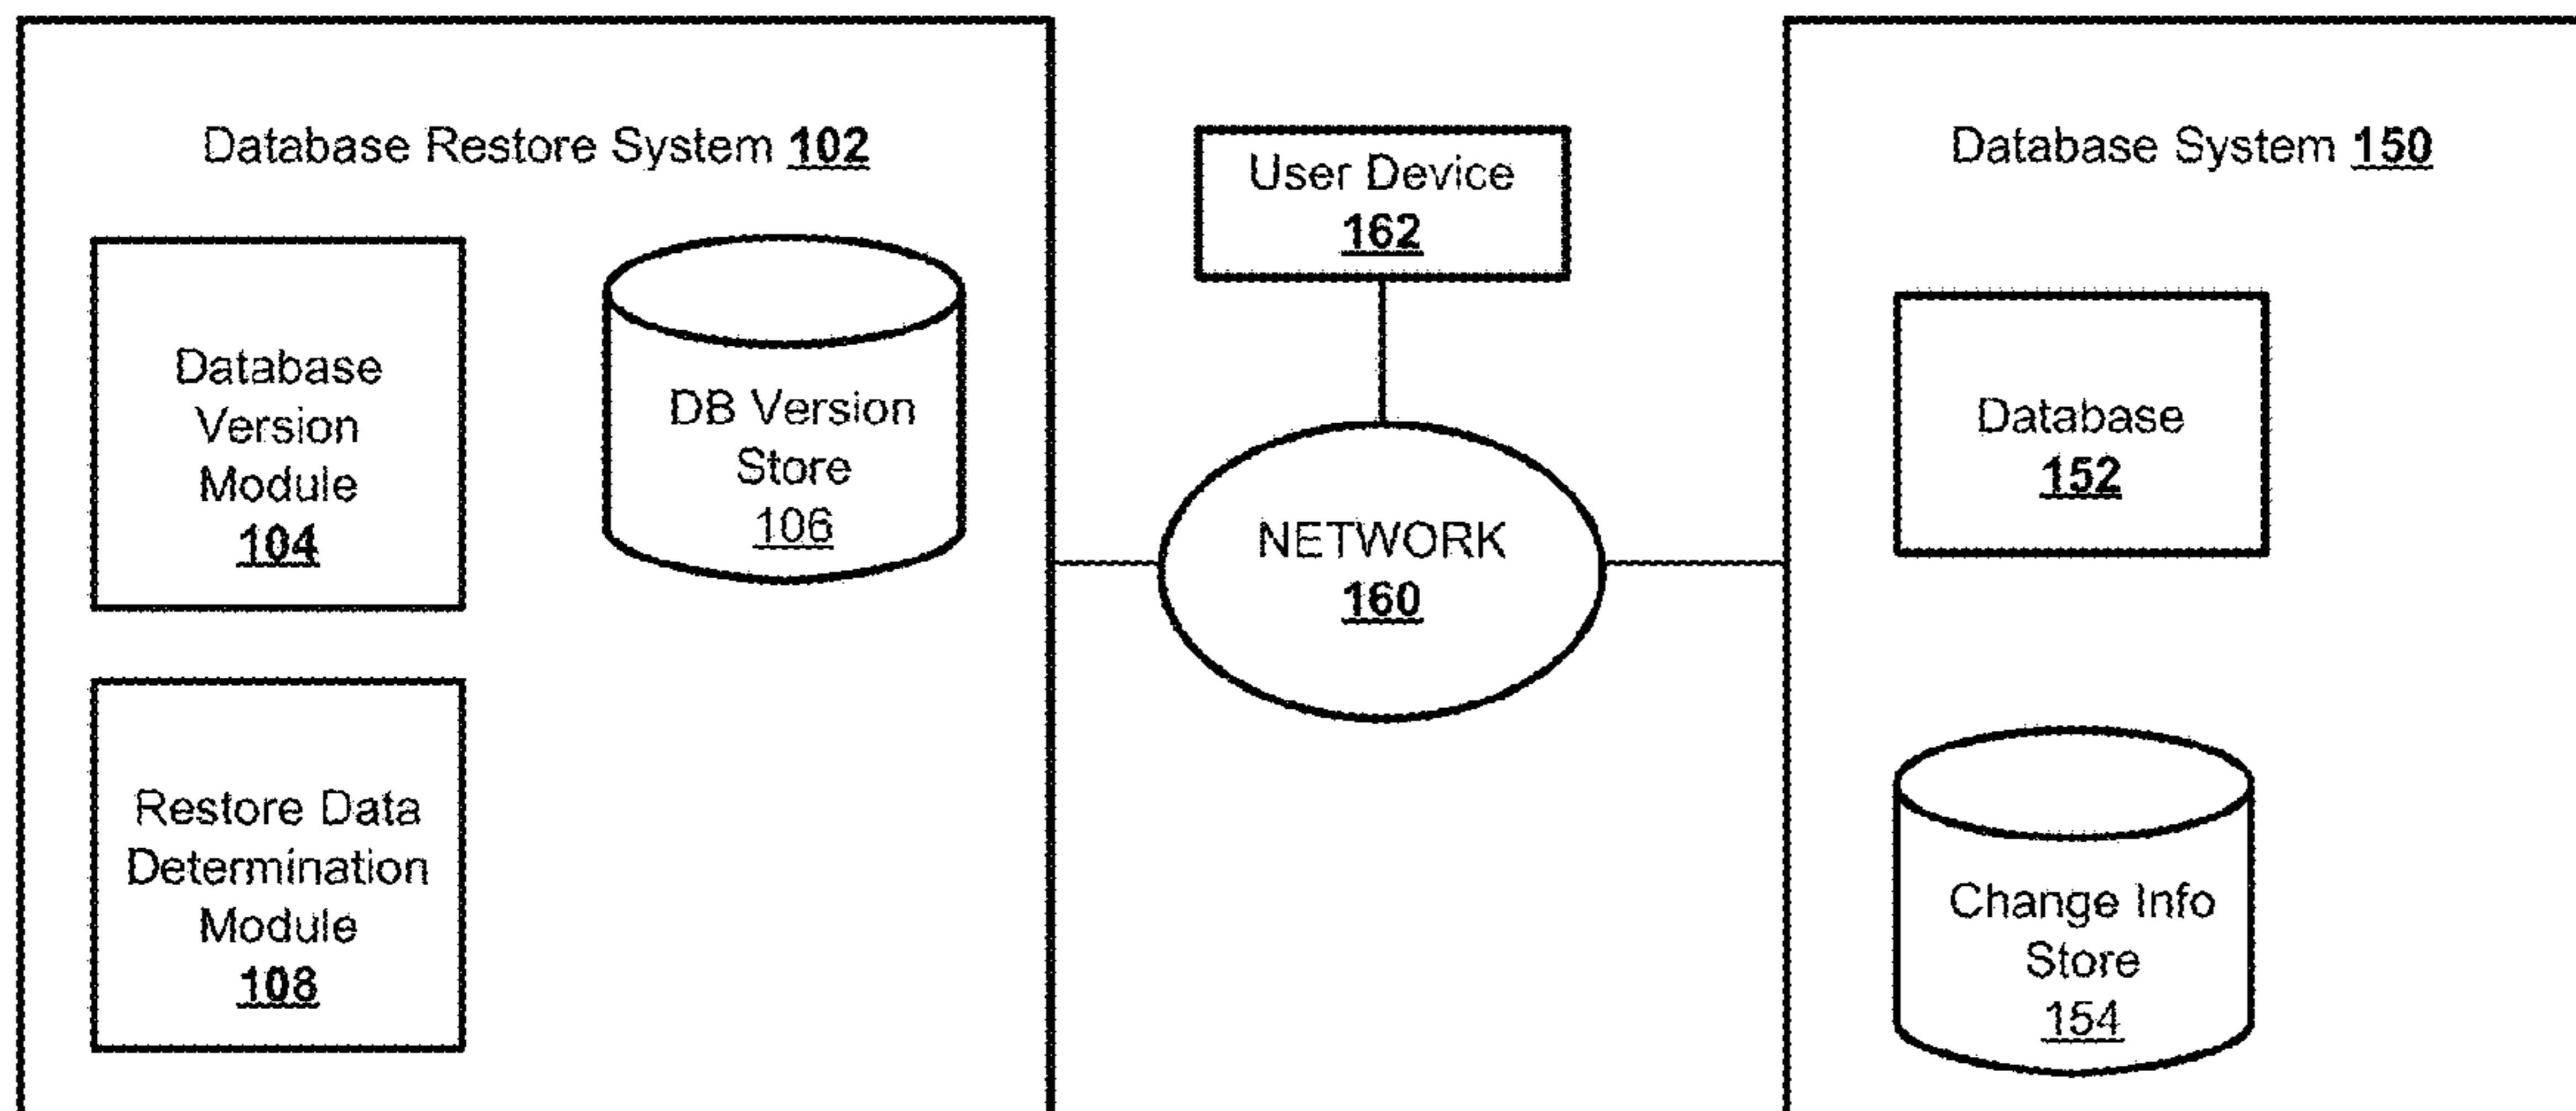 Database Restore System 102
Database
Version
Module
104
DB Version
Store
106
Restore Data
Determination
Module
108
User Device
162
NETWORK
160
Database System 150
Database
152
Change Info
Store
154